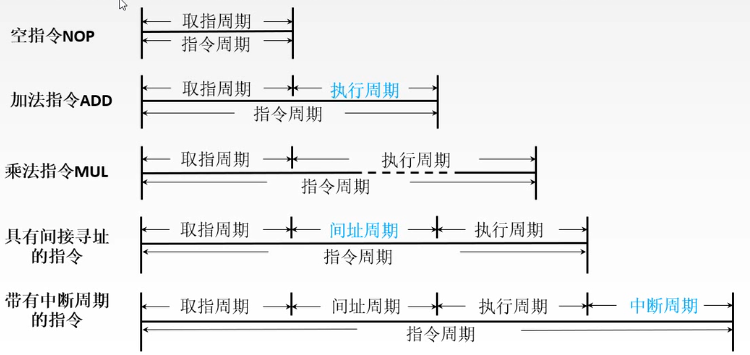 取指周期
空指令NOP
指令周期
取指周期 执行周期
加法指令ADD
指令周期
取指周期 执行周期
乘法指令MUL
指令周期
取指周期 间址周期 执行周期
具有间接寻址
的指令
指令周期
取指周期 间址周期 执行周期 中断周期
带有中断周期
的指令
指令周期